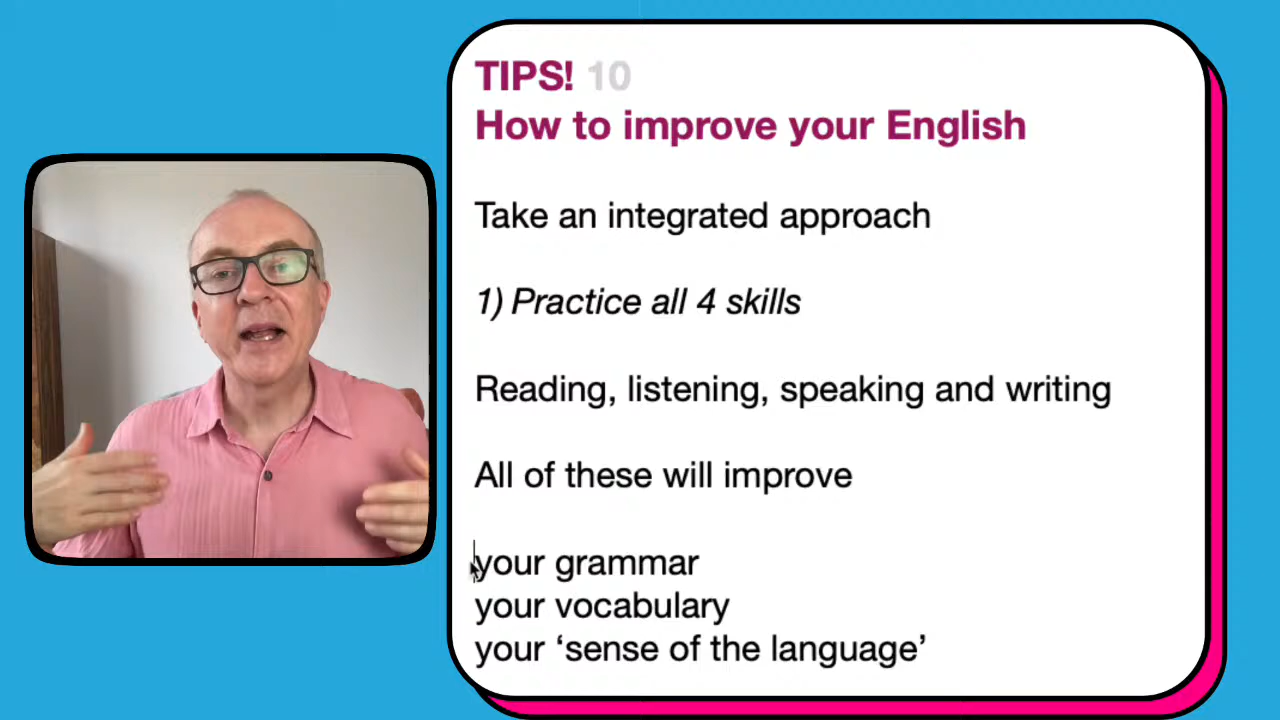 TIPS! 10
How to improve your English
Take an integrated approach
1) Practice all 4 skills
Reading, listening, speaking and writing
All of these will improve
your grammar
your vocabulary
your ‘sense of the language’